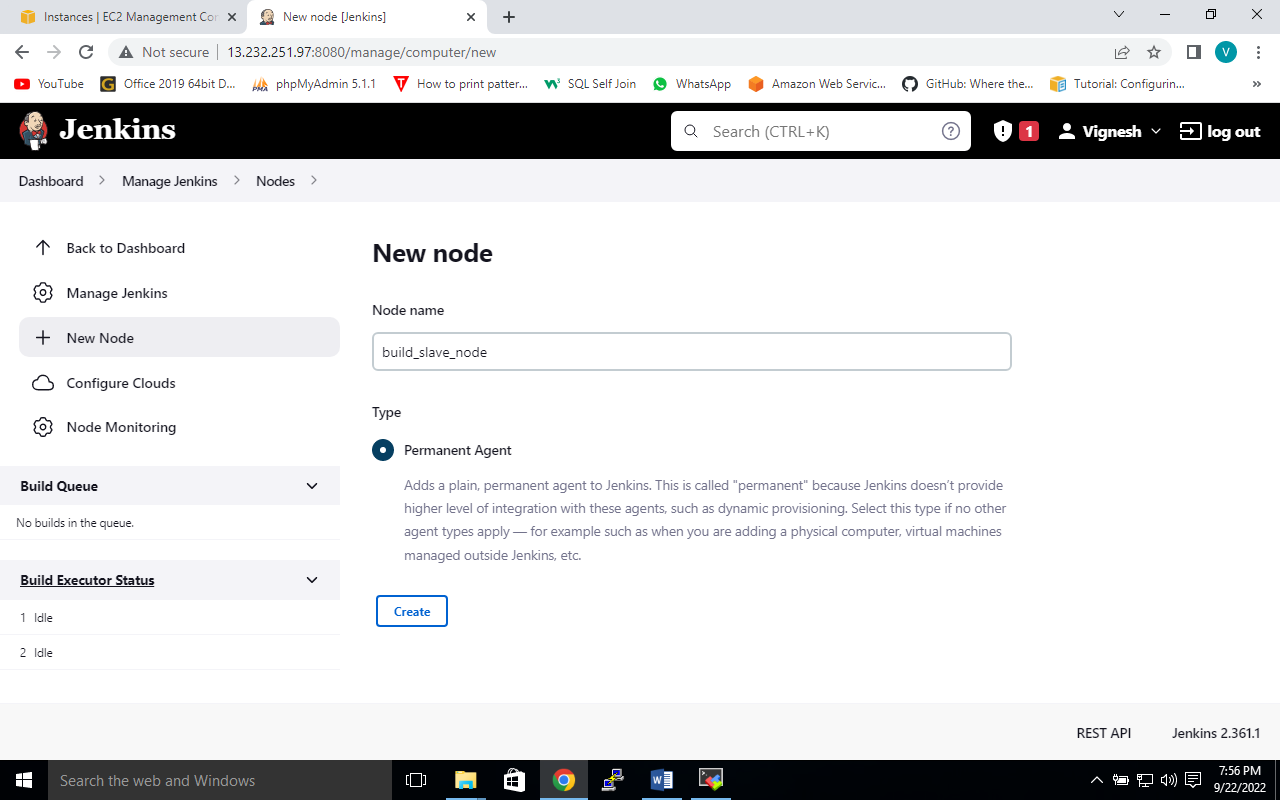 Instances | EC2 Management Con
New node [Jenkins]
Not secure
13.232.251.97:8080/manage/computer/new
V
YouTube
Office 2019 64bit D...
phpMyAdmin 5.1.1
How to print patter...
SQL Self Join
WhatsApp
Amazon Web Servic...
GitHub: Where the...
Tutorial: Configurin...
»
Jenkins
Search (CTRL+K)
1
Vignesh
log out
Dashboard
Manage Jenkins
Nodes
Back to Dashboard
Manage Jenkins
New Node
Configure Clouds
Node Monitoring
Build Queue
No builds in the queue.
Build Executor Status
1 Idle
2 Idle
New node
Node name
build_slave_node
Type
Permanent Agent
Adds a plain, permanent agent to Jenkins. This is called "permanent" because Jenkins doesn't provide
higher level of integration with these agents, such as dynamic provisioning. Select this type if no other
agent types apply — for example such as when you are adding a physical computer, virtual machines
managed outside Jenkins, etc.
Create
REST API
Jenkins 2.361.1
Search the web and Windows
7:56 PM
9/22/2022